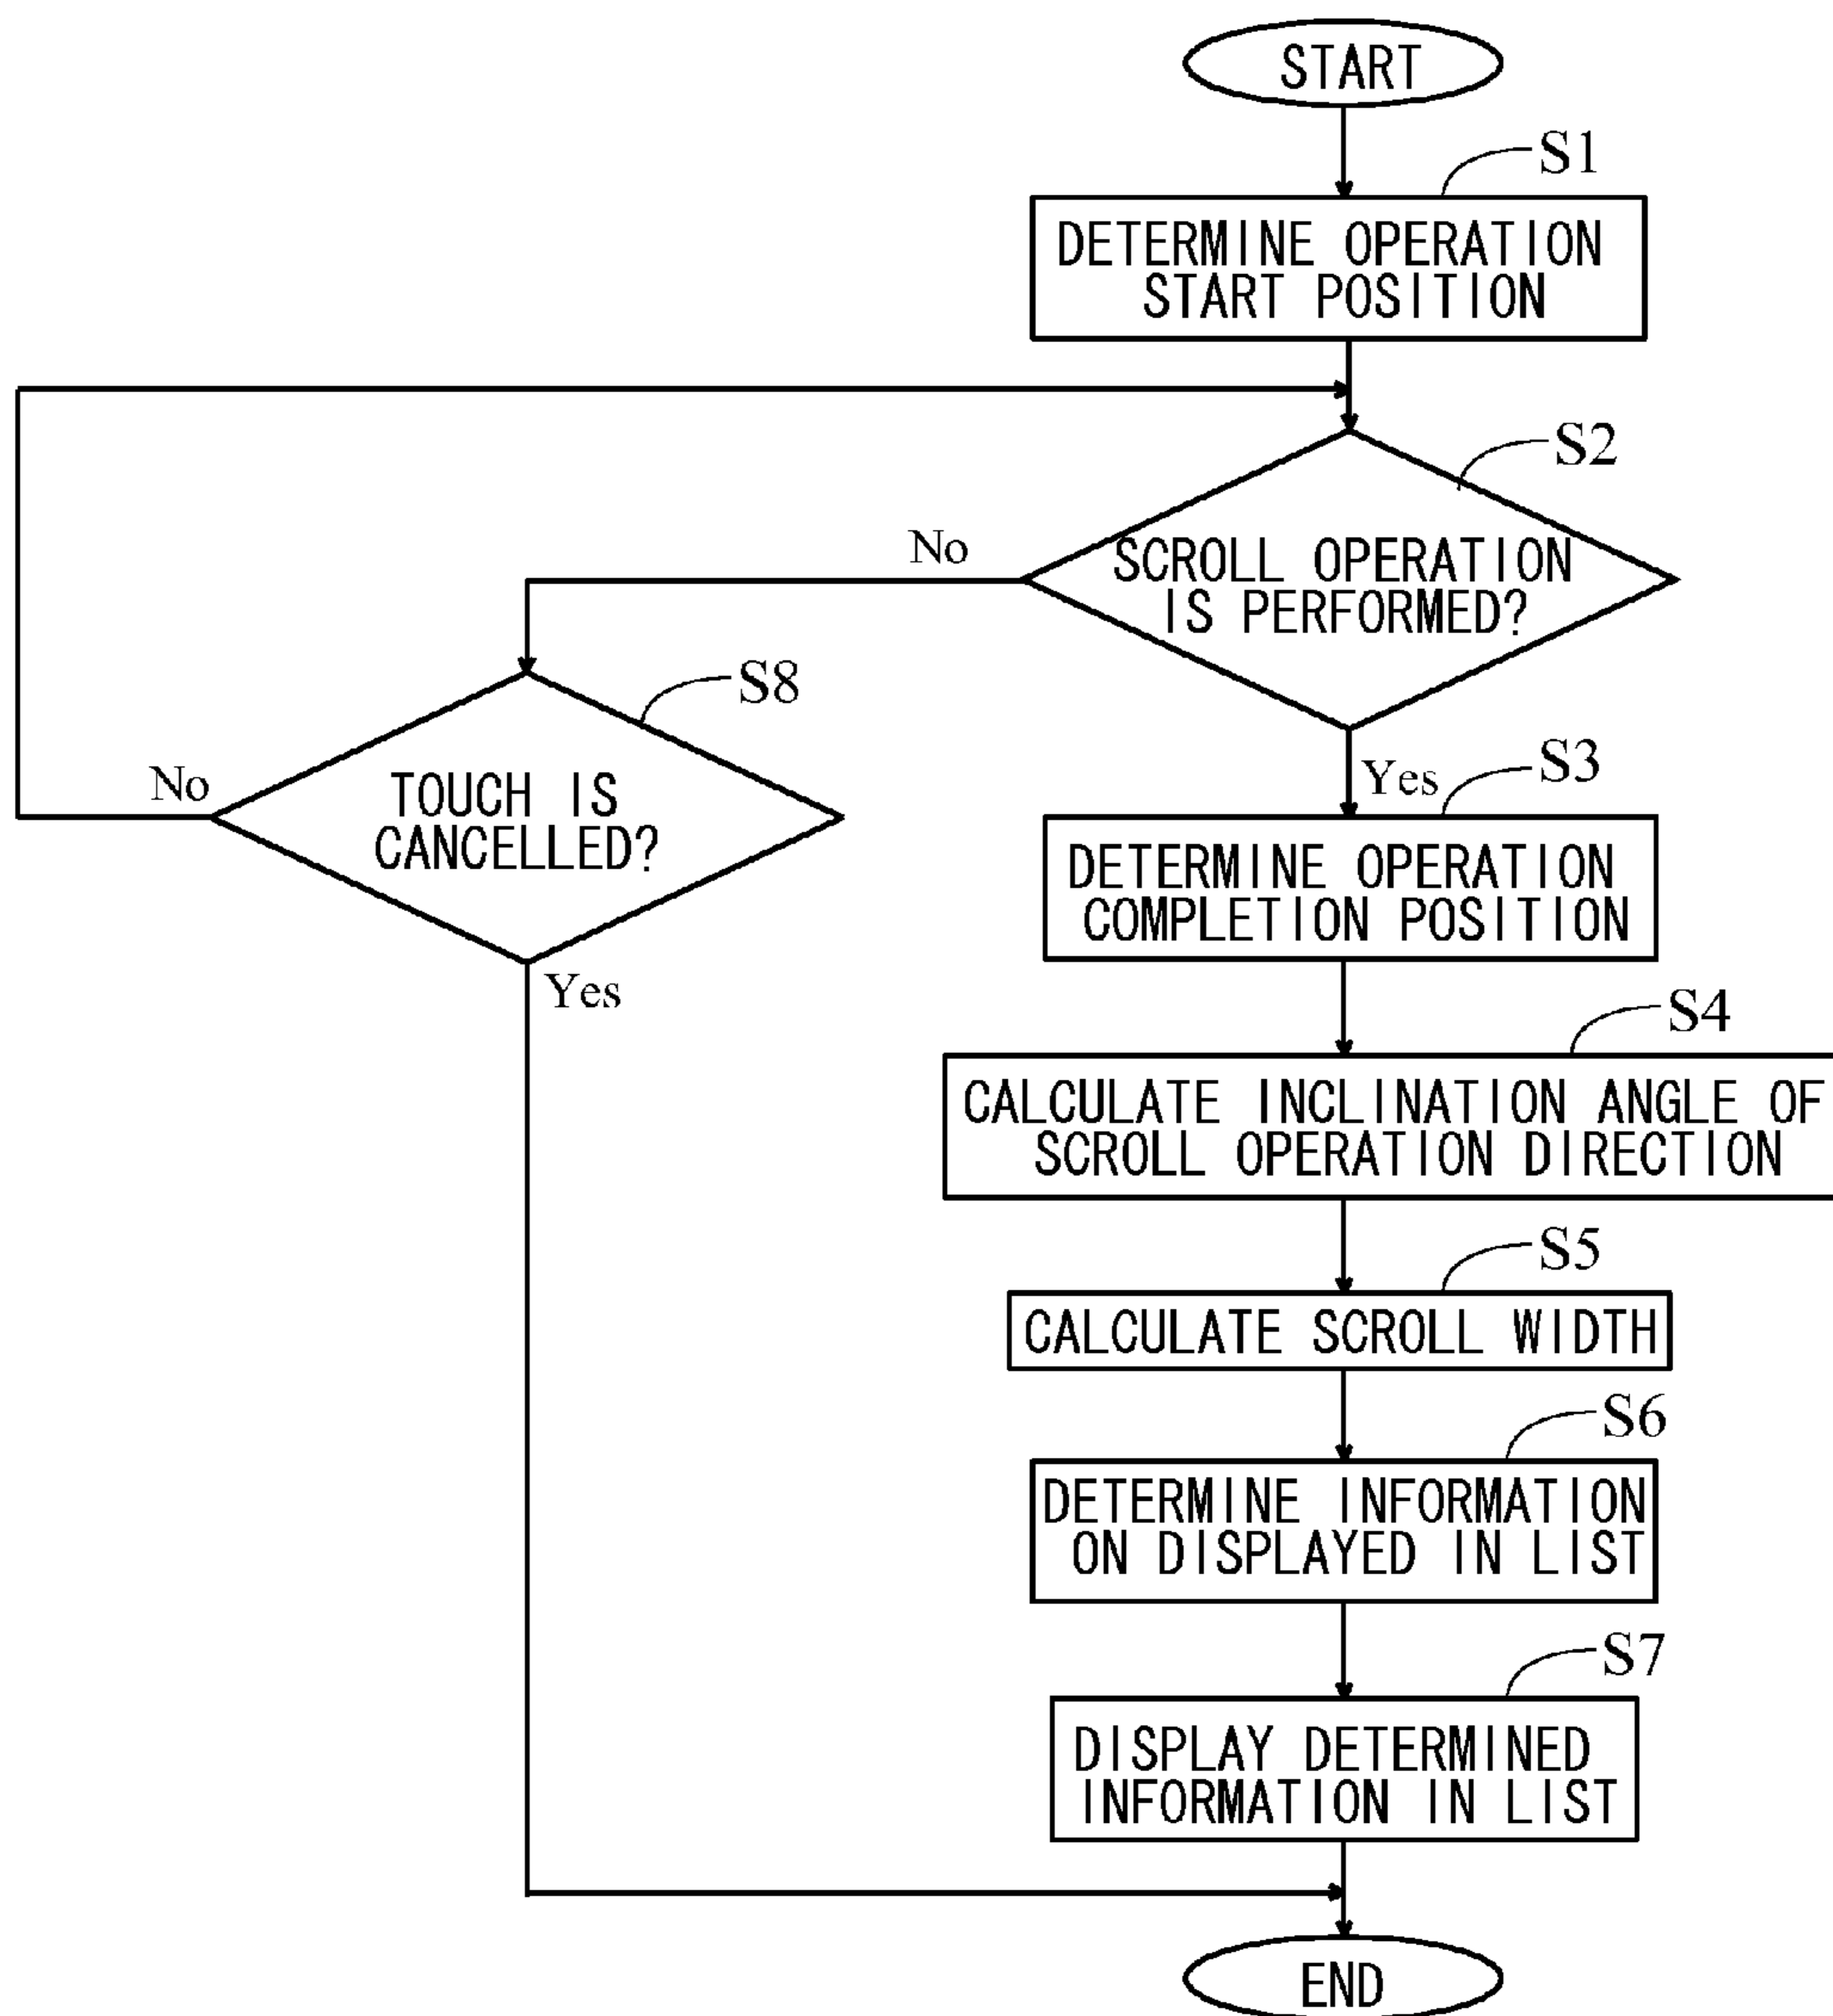 START
S1
DETERMINE OPERATION
START POSITION
S2
No
SCROLL OPERATION
IS PERFORMED?
S8
No
TOUCH IS
CANCELLED?
Yes
Yes
S3
DETERMINE OPERATION
COMPLETION POSITION
S4
CALCULATE INCLINATION ANGLE OF
SCROLL OPERATION DIRECTION
S5
CALCULATE SCROLL WIDTH
S6
DETERMINE INFORMATION
ON DISPLAYED IN LIST
S7
DISPLAY DETERMINED
INFORMATION IN LIST
END